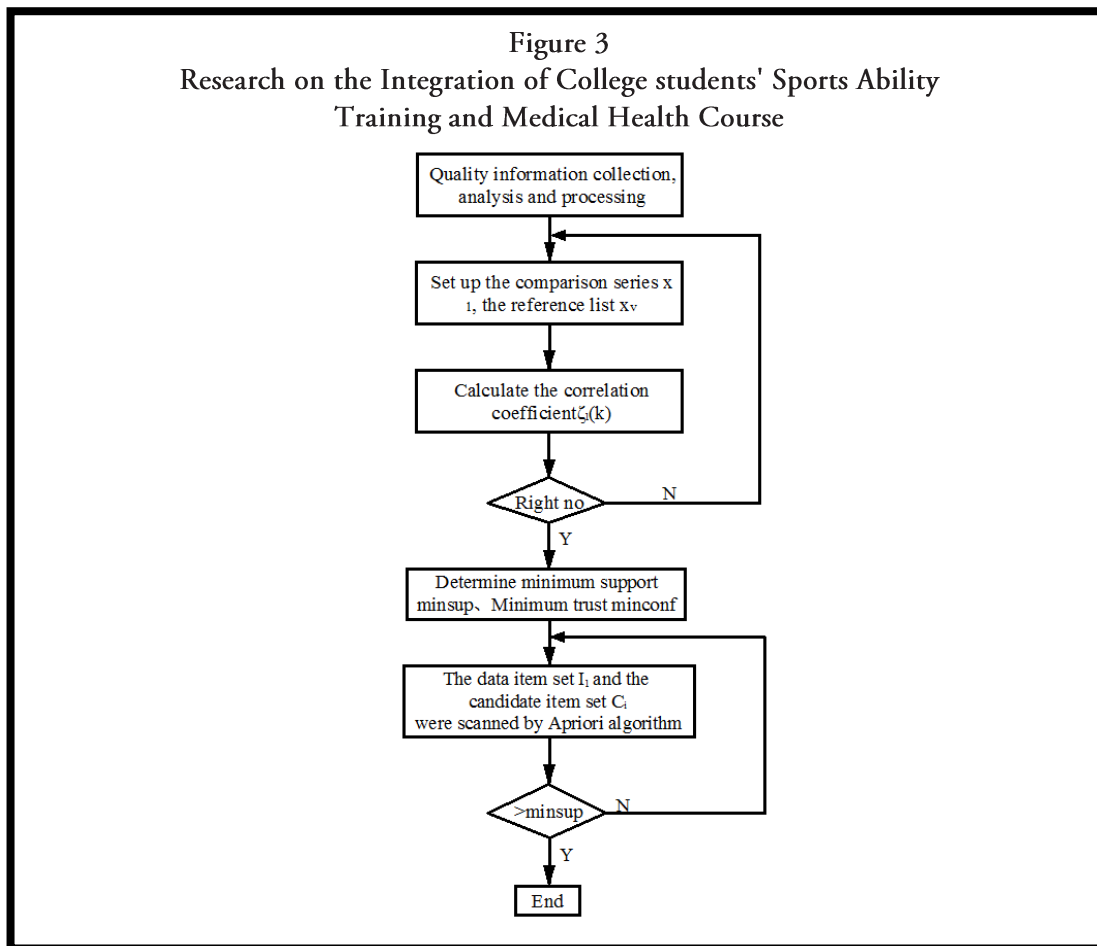 Figure 3
Research on the Integration of College students' Sports Ability
Training and Medical Health Course
Quality information collection,
analysis and processing
Set up the comparison series x
₁, the reference list xᵥ
Calculate the correlation
coefficientζᵢ(k)
Right no
N
Y
Determine minimum support
minsup、Minimum trust minconf
The data item set I₁ and the
candidate item set Cᵢ
were scanned by Apriori algorithm
>minsup
N
Y
End